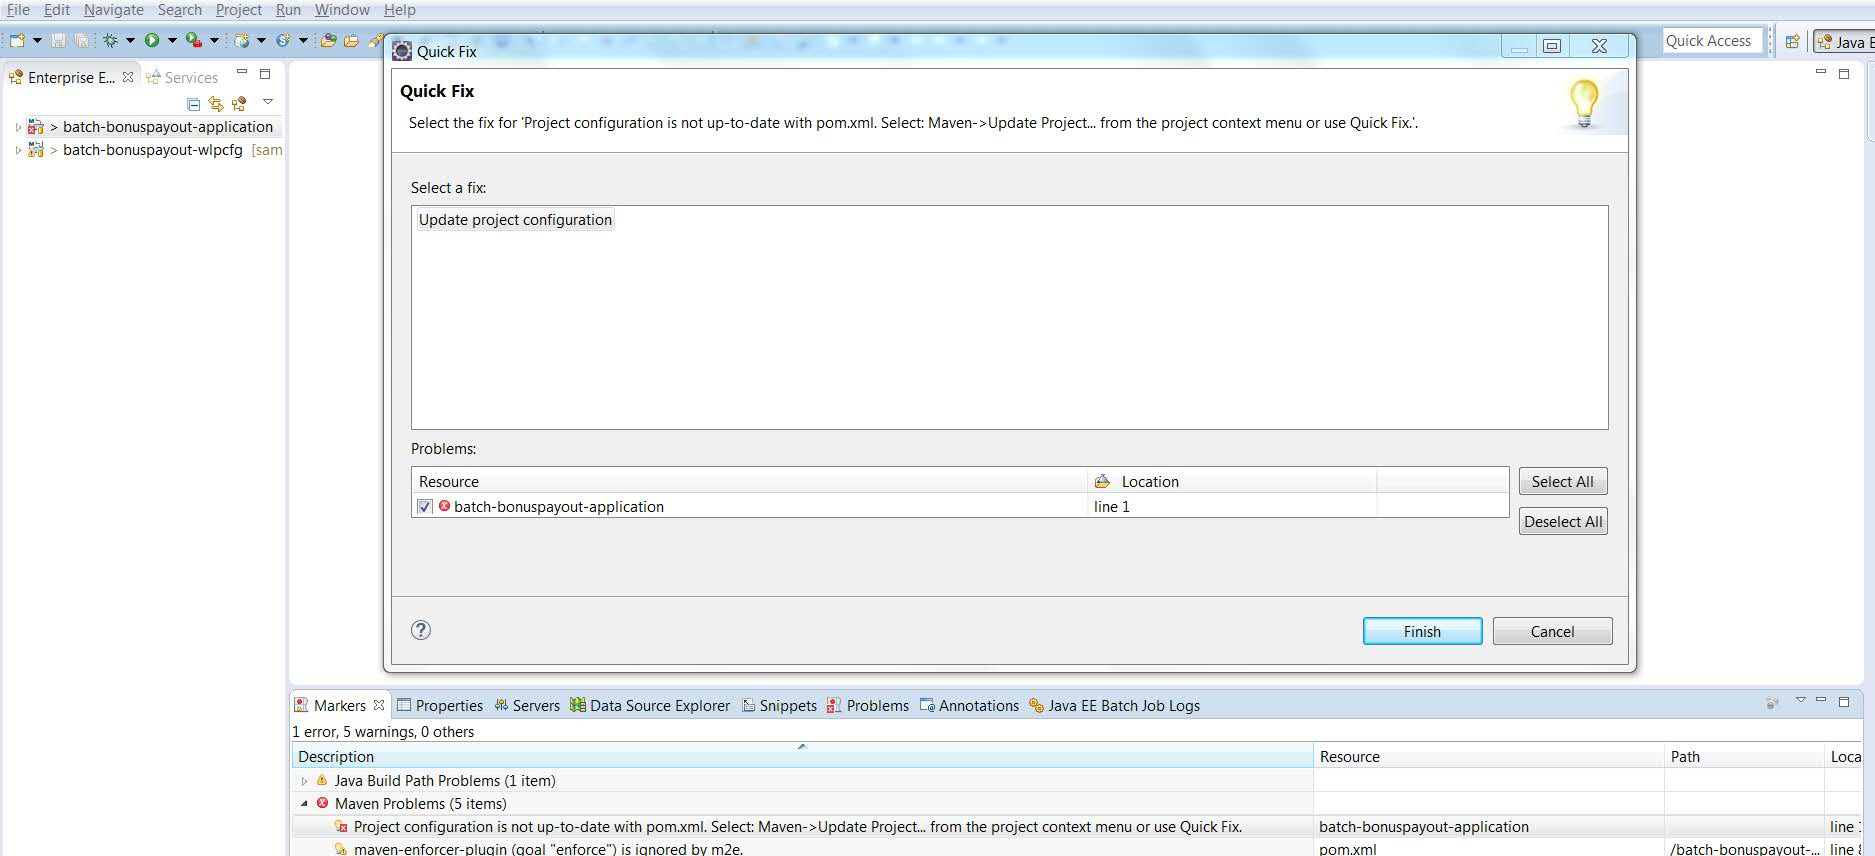 File Edit Navigate Search Project Run Window Help
Quick Access
Java E
Enterprise E... Services
> batch-bonuspayout-application
> batch-bonuspayout-wlpcfg [sam
Quick Fix
Quick Fix
Select the fix for 'Project configuration is not up-to-date with pom.xml. Select: Maven->Update Project... from the project context menu or use Quick Fix.'.
Select a fix:
Update project configuration
Problems:
Resource Location
batch-bonuspayout-application line 1
Select All
Deselect All
Finish Cancel
Markers Properties Servers Data Source Explorer Snippets Problems Annotations Java EE Batch Job Logs
1 error, 5 warnings, 0 others
Description Resource Path Loca
Java Build Path Problems (1 item)
Maven Problems (5 items)
Project configuration is not up-to-date with pom.xml. Select: Maven->Update Project... from the project context menu or use Quick Fix. batch-bonuspayout-application line
maven-enforcer-plugin (goal "enforce") is ignored by m2e. pom.xml /batch-bonuspayout-... line